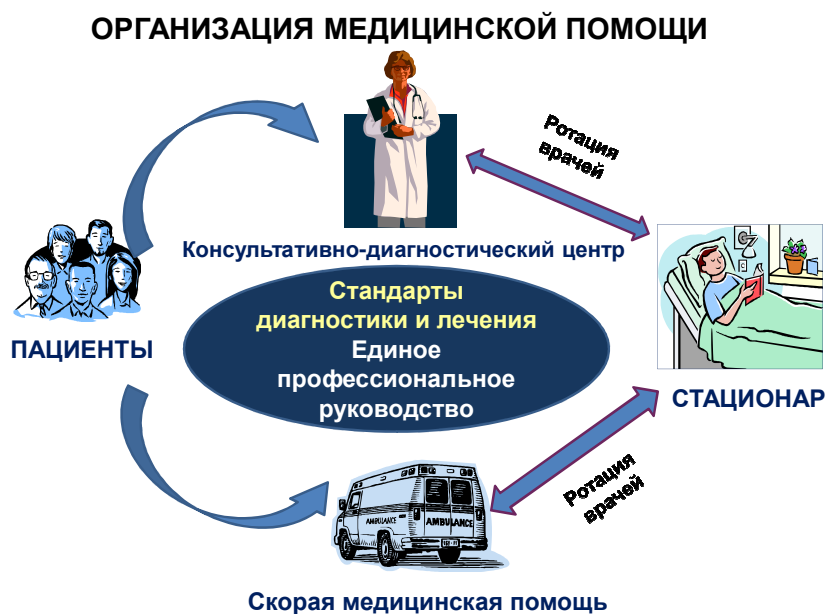 ОРГАНИЗАЦИЯ МЕДИЦИНСКОЙ ПОМОЩИ
Ротация
врачей
Консультативно-диагностический центр
Стандарты
диагностики и лечения
Единое
профессиональное
руководство
ПАЦИЕНТЫ
СТАЦИОНАР
Ротация
врачей
AMBULANCE
AMBULANCE
Скорая медицинская помощь